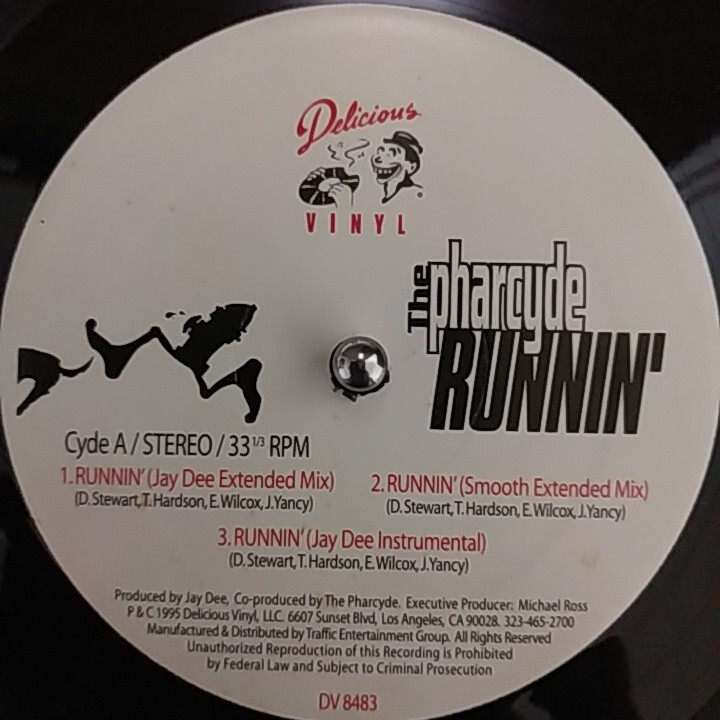 Delicious
VINYL
The pharcyde
RUNNIN'
Cyde A / STEREO / 33 1/3 RPM
1. RUNNIN' (Jay Dee Extended Mix)
(D. Stewart, T. Hardson, E. Wilcox, J. Yancy)
2. RUNNIN' (Smooth Extended Mix)
(D. Stewart, T. Hardson, E. Wilcox, J. Yancy)
3. RUNNIN' (Jay Dee Instrumental)
(D. Stewart, T. Hardson, E. Wilcox, J. Yancy)
Produced by Jay Dee, Co-produced by The Pharcyde. Executive Producer: Michael Ross
P & C 1995 Delicious Vinyl, LLC. 6607 Sunset Blvd, Los Angeles, CA 90028. 323-465-2700
Manufactured & Distributed by Traffic Entertainment Group. All Rights Reserved
Unauthorized Reproduction of this Recording is Prohibited
by Federal Law and Subject to Criminal Prosecution
DV 8483